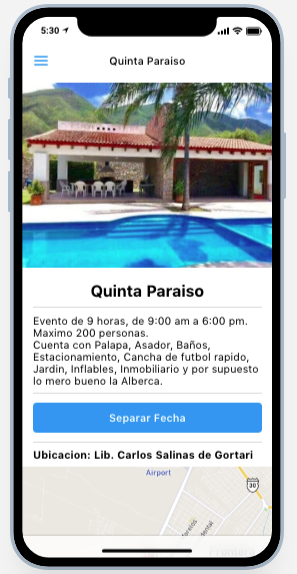 5:30
Quinta Paraiso
Quinta Paraiso
Evento de 9 horas, de 9:00 am a 6:00 pm.
Maximo 200 personas.
Cuenta con Palapa, Asador, Baños,
Estacionamiento, Cancha de futbol rapido,
Jardin, Inflables, Inmobiliario y por supuesto
lo mero bueno la Alberca.
Separar Fecha
Ubicacion: Lib. Carlos Salinas de Gortari
Airport
30